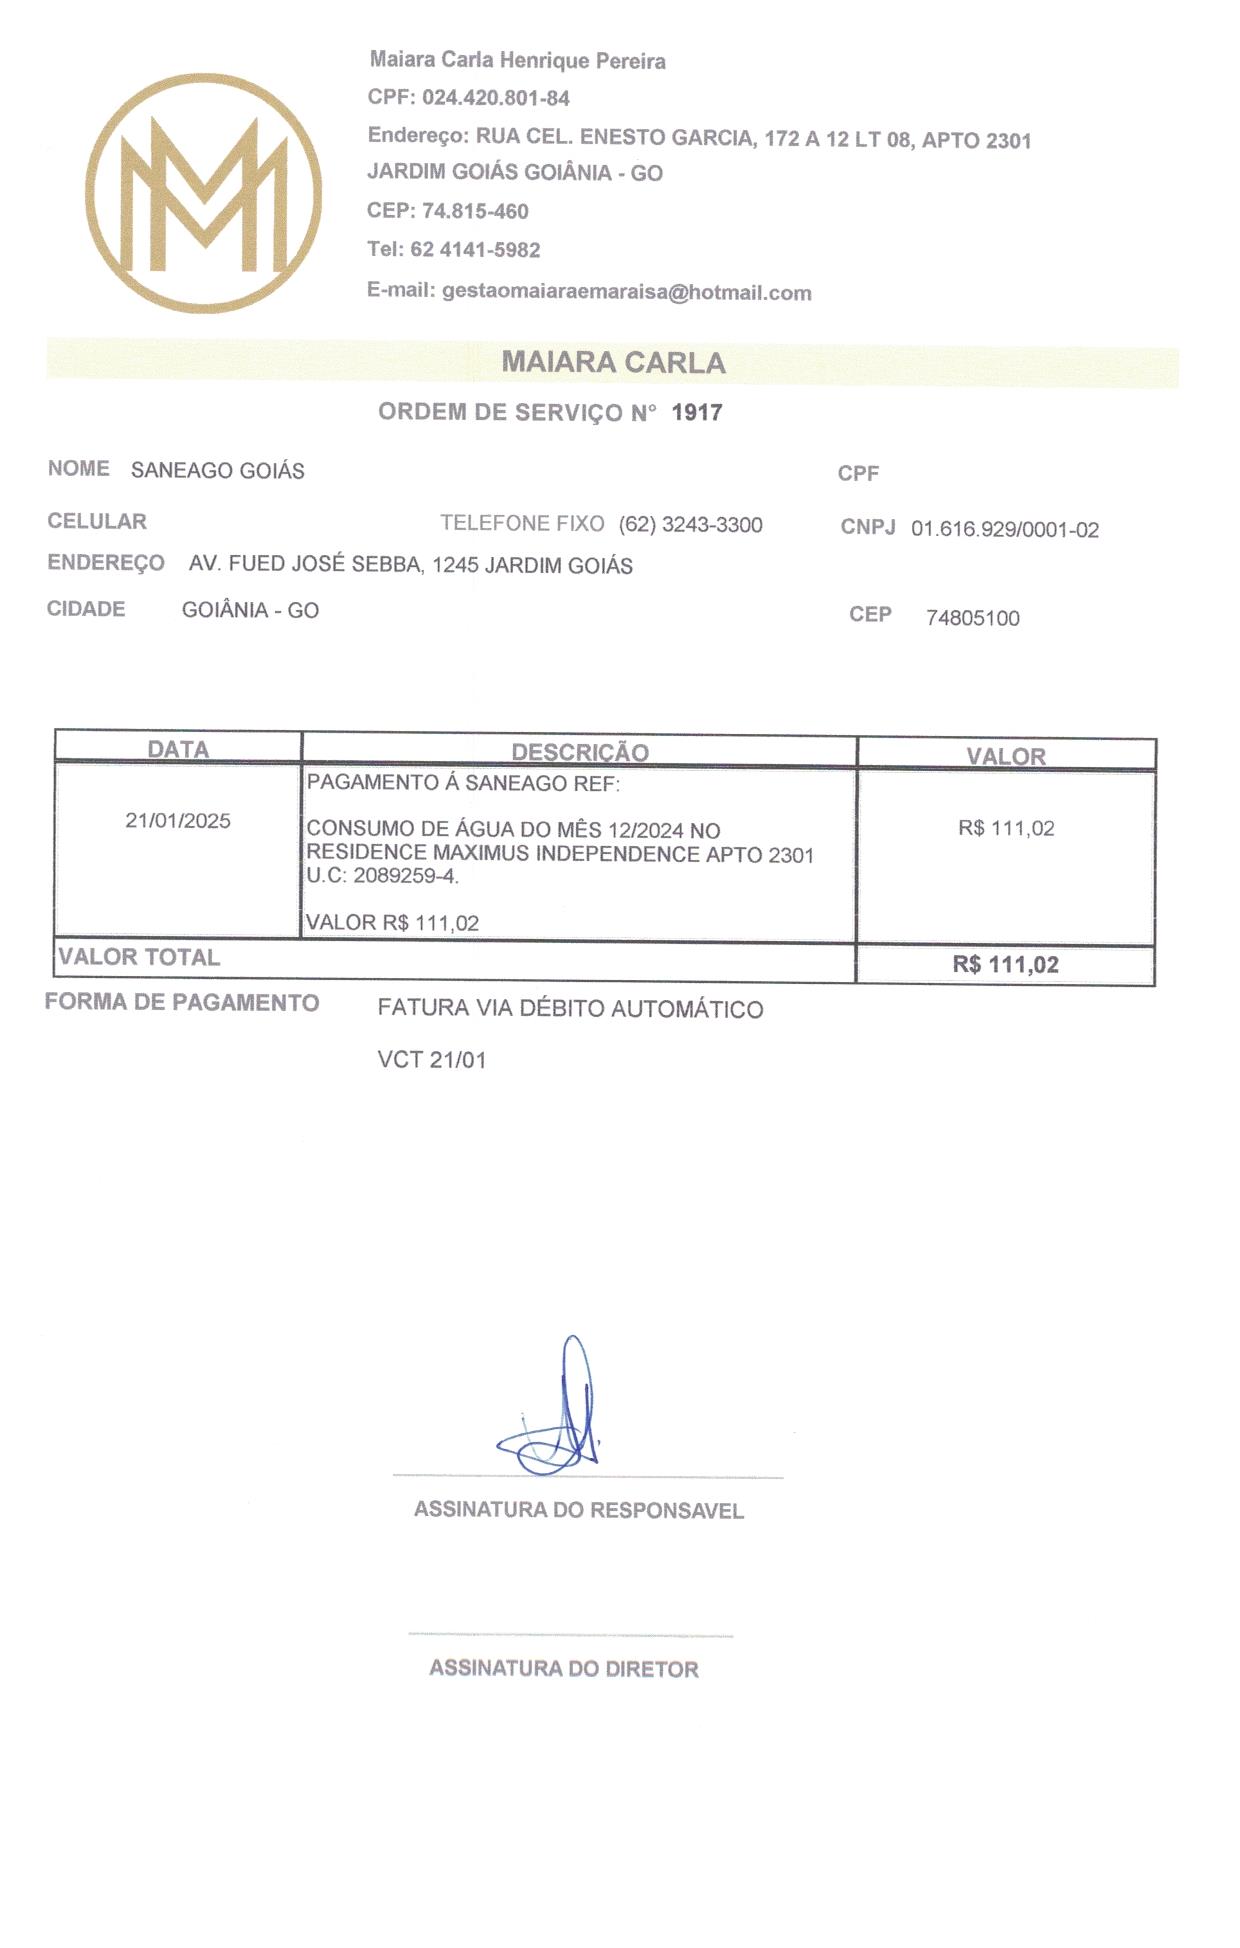 Maiara Carla Henrique Pereira
CPF: 024.420.801-84
Endereço: RUA CEL. ENESTO GARCIA, 172 A 12 LT 08, APTO 2301
JARDIM GOIÁS GOIÂNIA - GO
CEP: 74.815-460
Tel: 62 4141-5982
E-mail: gestaomaiaraemaraisa@hotmail.com
MAIARA CARLA
ORDEM DE SERVIÇO N° 1917
NOME SANEAGO GOIÁS CPF
CELULAR TELEFONE FIXO (62) 3243-3300 CNPJ 01.616.929/0001-02
ENDEREÇO AV. FUED JOSÉ SEBBA, 1245 JARDIM GOIÁS
CIDADE GOIÂNIA - GO CEP 74805100
DATA DESCRIÇÃO VALOR
PAGAMENTO Á SANEAGO REF:
21/01/2025 CONSUMO DE ÁGUA DO MÊS 12/2024 NO R$ 111,02
RESIDENCE MAXIMUS INDEPENDENCE APTO 2301
U.C: 2089259-4.
VALOR R$ 111,02
VALOR TOTAL R$ 111,02
FORMA DE PAGAMENTO FATURA VIA DÉBITO AUTOMÁTICO
VCT 21/01
ASSINATURA DO RESPONSAVEL
ASSINATURA DO DIRETOR